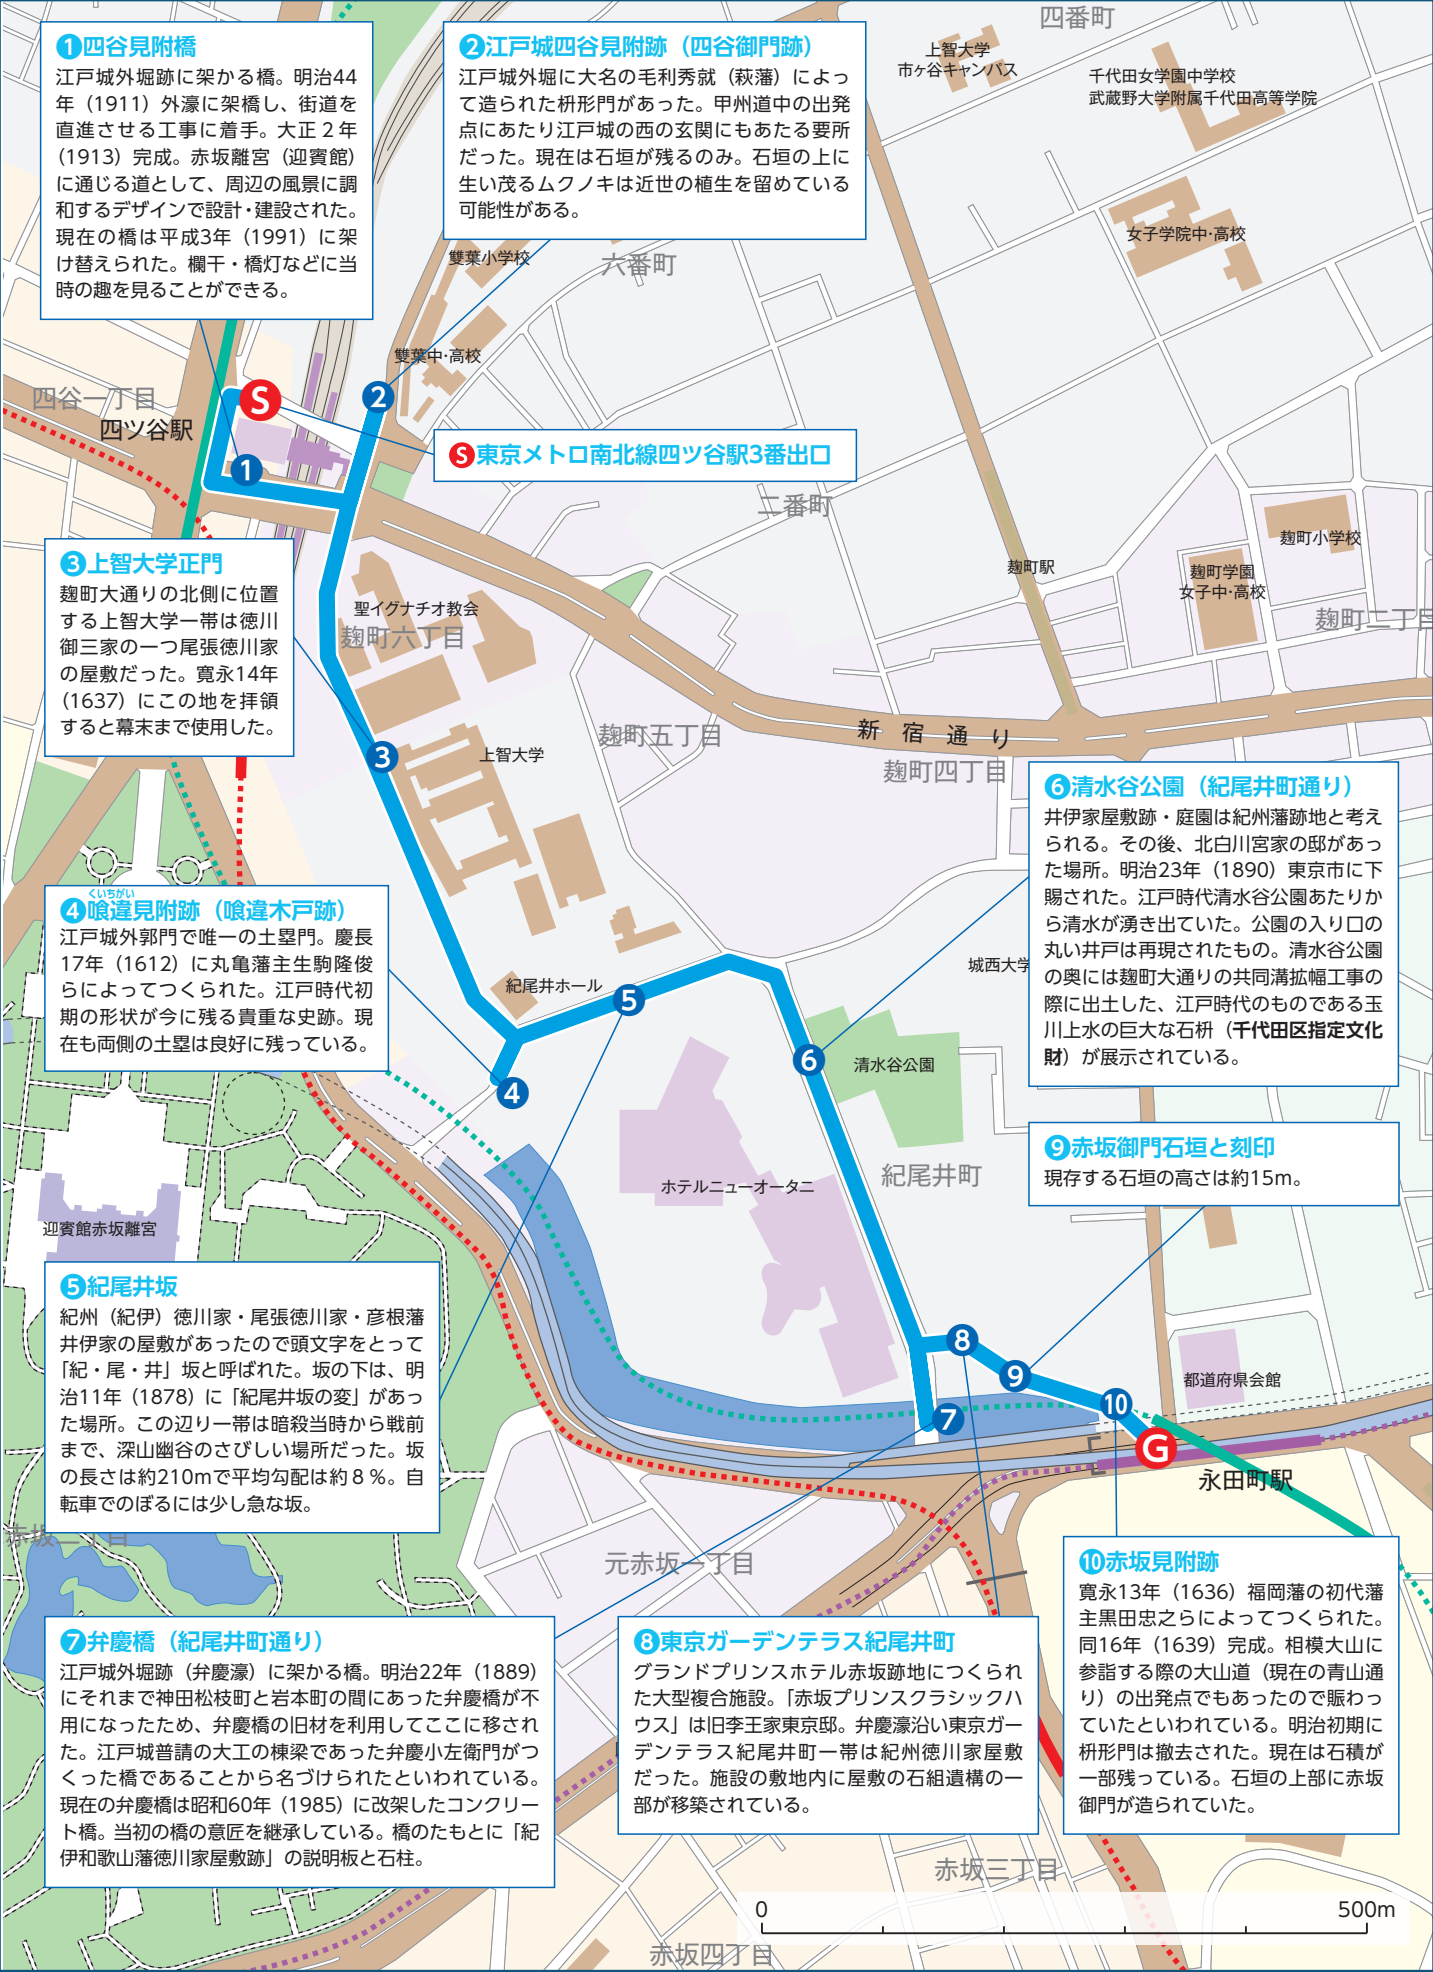 四番町
上智大学
市ヶ谷キャンパス
千代田女学園中学校
武蔵野大学附属千代田高等学院
❶四谷見附橋
江戸城外堀跡に架かる橋。明治44
年（1911）外濠に架橋し、街道を
直進させる工事に着手。大正２年
（1913）完成。赤坂離宮（迎賓館）
に通じる道として、周辺の風景に調
和するデザインで設計・建設された。
現在の橋は平成3年（1991）に架
け替えられた。欄干・橋灯などに当
時の趣を見ることができる。
❷江戸城四谷見附跡（四谷御門跡）
江戸城外堀に大名の毛利秀就（萩藩）によっ
て造られた枡形門があった。甲州道中の出発
点にあたり江戸城の西の玄関にもあたる要所
だった。現在は石垣が残るのみ。石垣の上に
生い茂るムクノキは近世の植生を留めている
可能性がある。
女子学院中・高校
雙葉小学校
六番町
雙葉中・高校
四谷一丁目
四ツ谷駅
S
1
2
S東京メトロ南北線四ツ谷駅3番出口
二番町
麹町小学校
麹町駅
麹町学園
女子中・高校
麹町二丁目
❸上智大学正門
麹町大通りの北側に位置
する上智大学一帯は徳川
御三家の一つ尾張徳川家
の屋敷だった。寛永14年
（1637）にこの地を拝領
すると幕末まで使用した。
聖イグナチオ教会
麹町六丁目
3
上智大学
麹町五丁目
新宿通り
麹町四丁目
❻清水谷公園（紀尾井町通り）
井伊家屋敷跡・庭園は紀州藩跡地と考え
られる。その後、北白川宮家の邸があっ
た場所。明治23年（1890）東京市に下
賜された。江戸時代清水谷公園あたりか
ら清水が湧き出ていた。公園の入り口の
丸い井戸は再現されたもの。清水谷公園
の奥には麹町大通りの共同溝拡幅工事の
際に出土した、江戸時代のものである玉
川上水の巨大な石枡（千代田区指定文化
財）が展示されている。
くいちがい
❹喰違見附跡（喰違木戸跡）
江戸城外郭門で唯一の土塁門。慶長
17年（1612）に丸亀藩主生駒隆俊
らによってつくられた。江戸時代初
期の形状が今に残る貴重な史跡。現
在も両側の土塁は良好に残っている。
城西大学
紀尾井ホール
5
4
6
清水谷公園
❾赤坂御門石垣と刻印
現存する石垣の高さは約15m。
紀尾井町
ホテルニューオータニ
迎賓館赤坂離宮
❺紀尾井坂
紀州（紀伊）徳川家・尾張徳川家・彦根藩
井伊家の屋敷があったので頭文字をとって
「紀・尾・井」坂と呼ばれた。坂の下は、明
治11年（1878）に「紀尾井坂の変」があっ
た場所。この辺り一帯は暗殺当時から戦前
まで、深山幽谷のさびしい場所だった。坂
の長さは約210mで平均勾配は約８％。自
転車でのぼるには少し急な坂。
8
9
10
7
G
都道府県会館
永田町駅
赤坂二丁目
元赤坂一丁目
❿赤坂見附跡
寛永13年（1636）福岡藩の初代藩
主黒田忠之らによってつくられた。
同16年（1639）完成。相模大山に
参詣する際の大山道（現在の青山通
り）の出発点でもあったので賑わっ
ていたといわれている。明治初期に
枡形門は撤去された。現在は石積が
一部残っている。石垣の上部に赤坂
御門が造られていた。
❼弁慶橋（紀尾井町通り）
江戸城外堀跡（弁慶濠）に架かる橋。明治22年（1889）
にそれまで神田松枝町と岩本町の間にあった弁慶橋が不
用になったため、弁慶橋の旧材を利用してここに移され
た。江戸城普請の大工の棟梁であった弁慶小左衛門がつ
くった橋であることから名づけられたといわれている。
現在の弁慶橋は昭和60年（1985）に改架したコンクリー
ト橋。当初の橋の意匠を継承している。橋のたもとに「紀
伊和歌山藩徳川家屋敷跡」の説明板と石柱。
❽東京ガーデンテラス紀尾井町
グランドプリンスホテル赤坂跡地につくられ
た大型複合施設。「赤坂プリンスクラシックハ
ウス」は旧李王家東京邸。弁慶濠沿い東京ガー
デンテラス紀尾井町一帯は紀州徳川家屋敷
だった。施設の敷地内に屋敷の石組遺構の一
部が移築されている。
赤坂三丁目
赤坂四丁目
0
500m